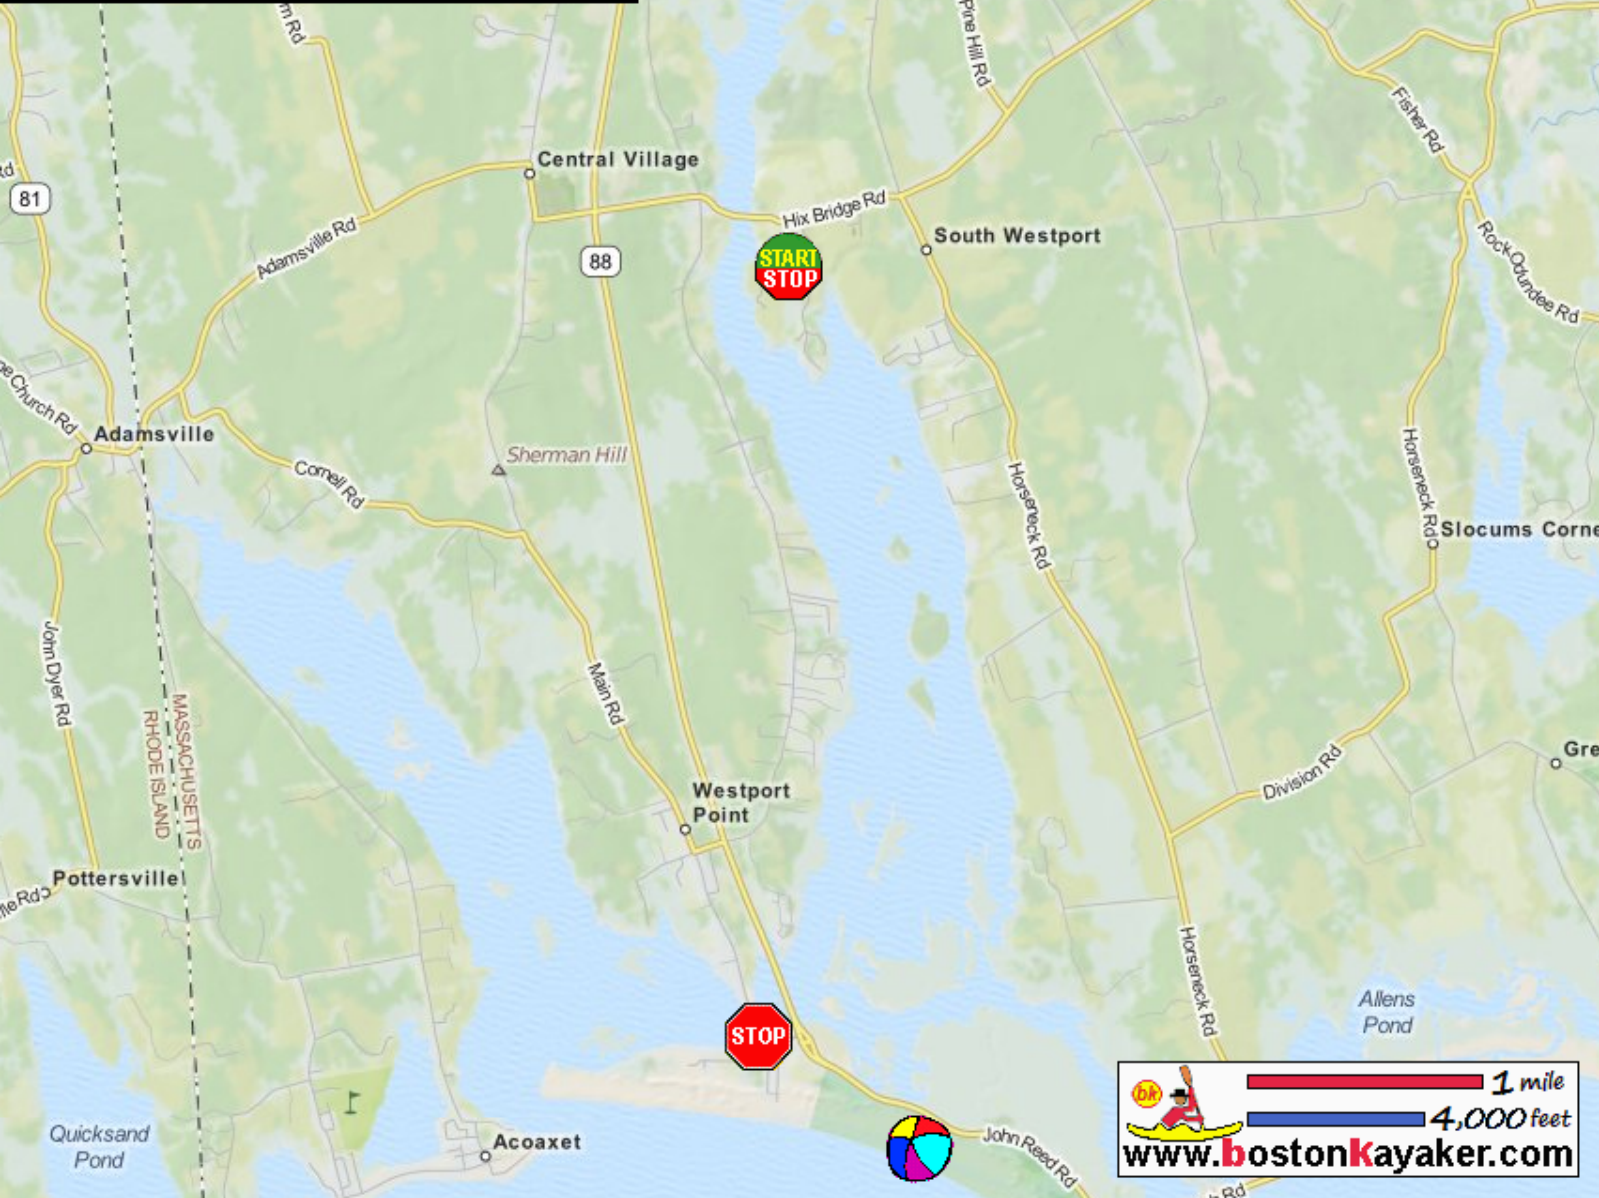 Pine Hill Rd
Fisher Rd
Central Village
81
Hix Bridge Rd
Adamsville Rd
88
South Westport
START
STOP
Rock Odundee Rd
Church Rd
Adamsville
Sherman Hill
Cornell Rd
Horseneck Rd
Horseneck Rd
Slocums Corne
John Dyer Rd
Main Rd
MASSACHUSETTS
RHODE ISLAND
Gre
Division Rd
Westport
Point
Pottersville
Horseneck Rd
Allens
Pond
STOP
bk
1 mile
4,000 feet
www.bostonKayaker.com
Quicksand
Pond
Acoaxet
John Reed Rd
Rd